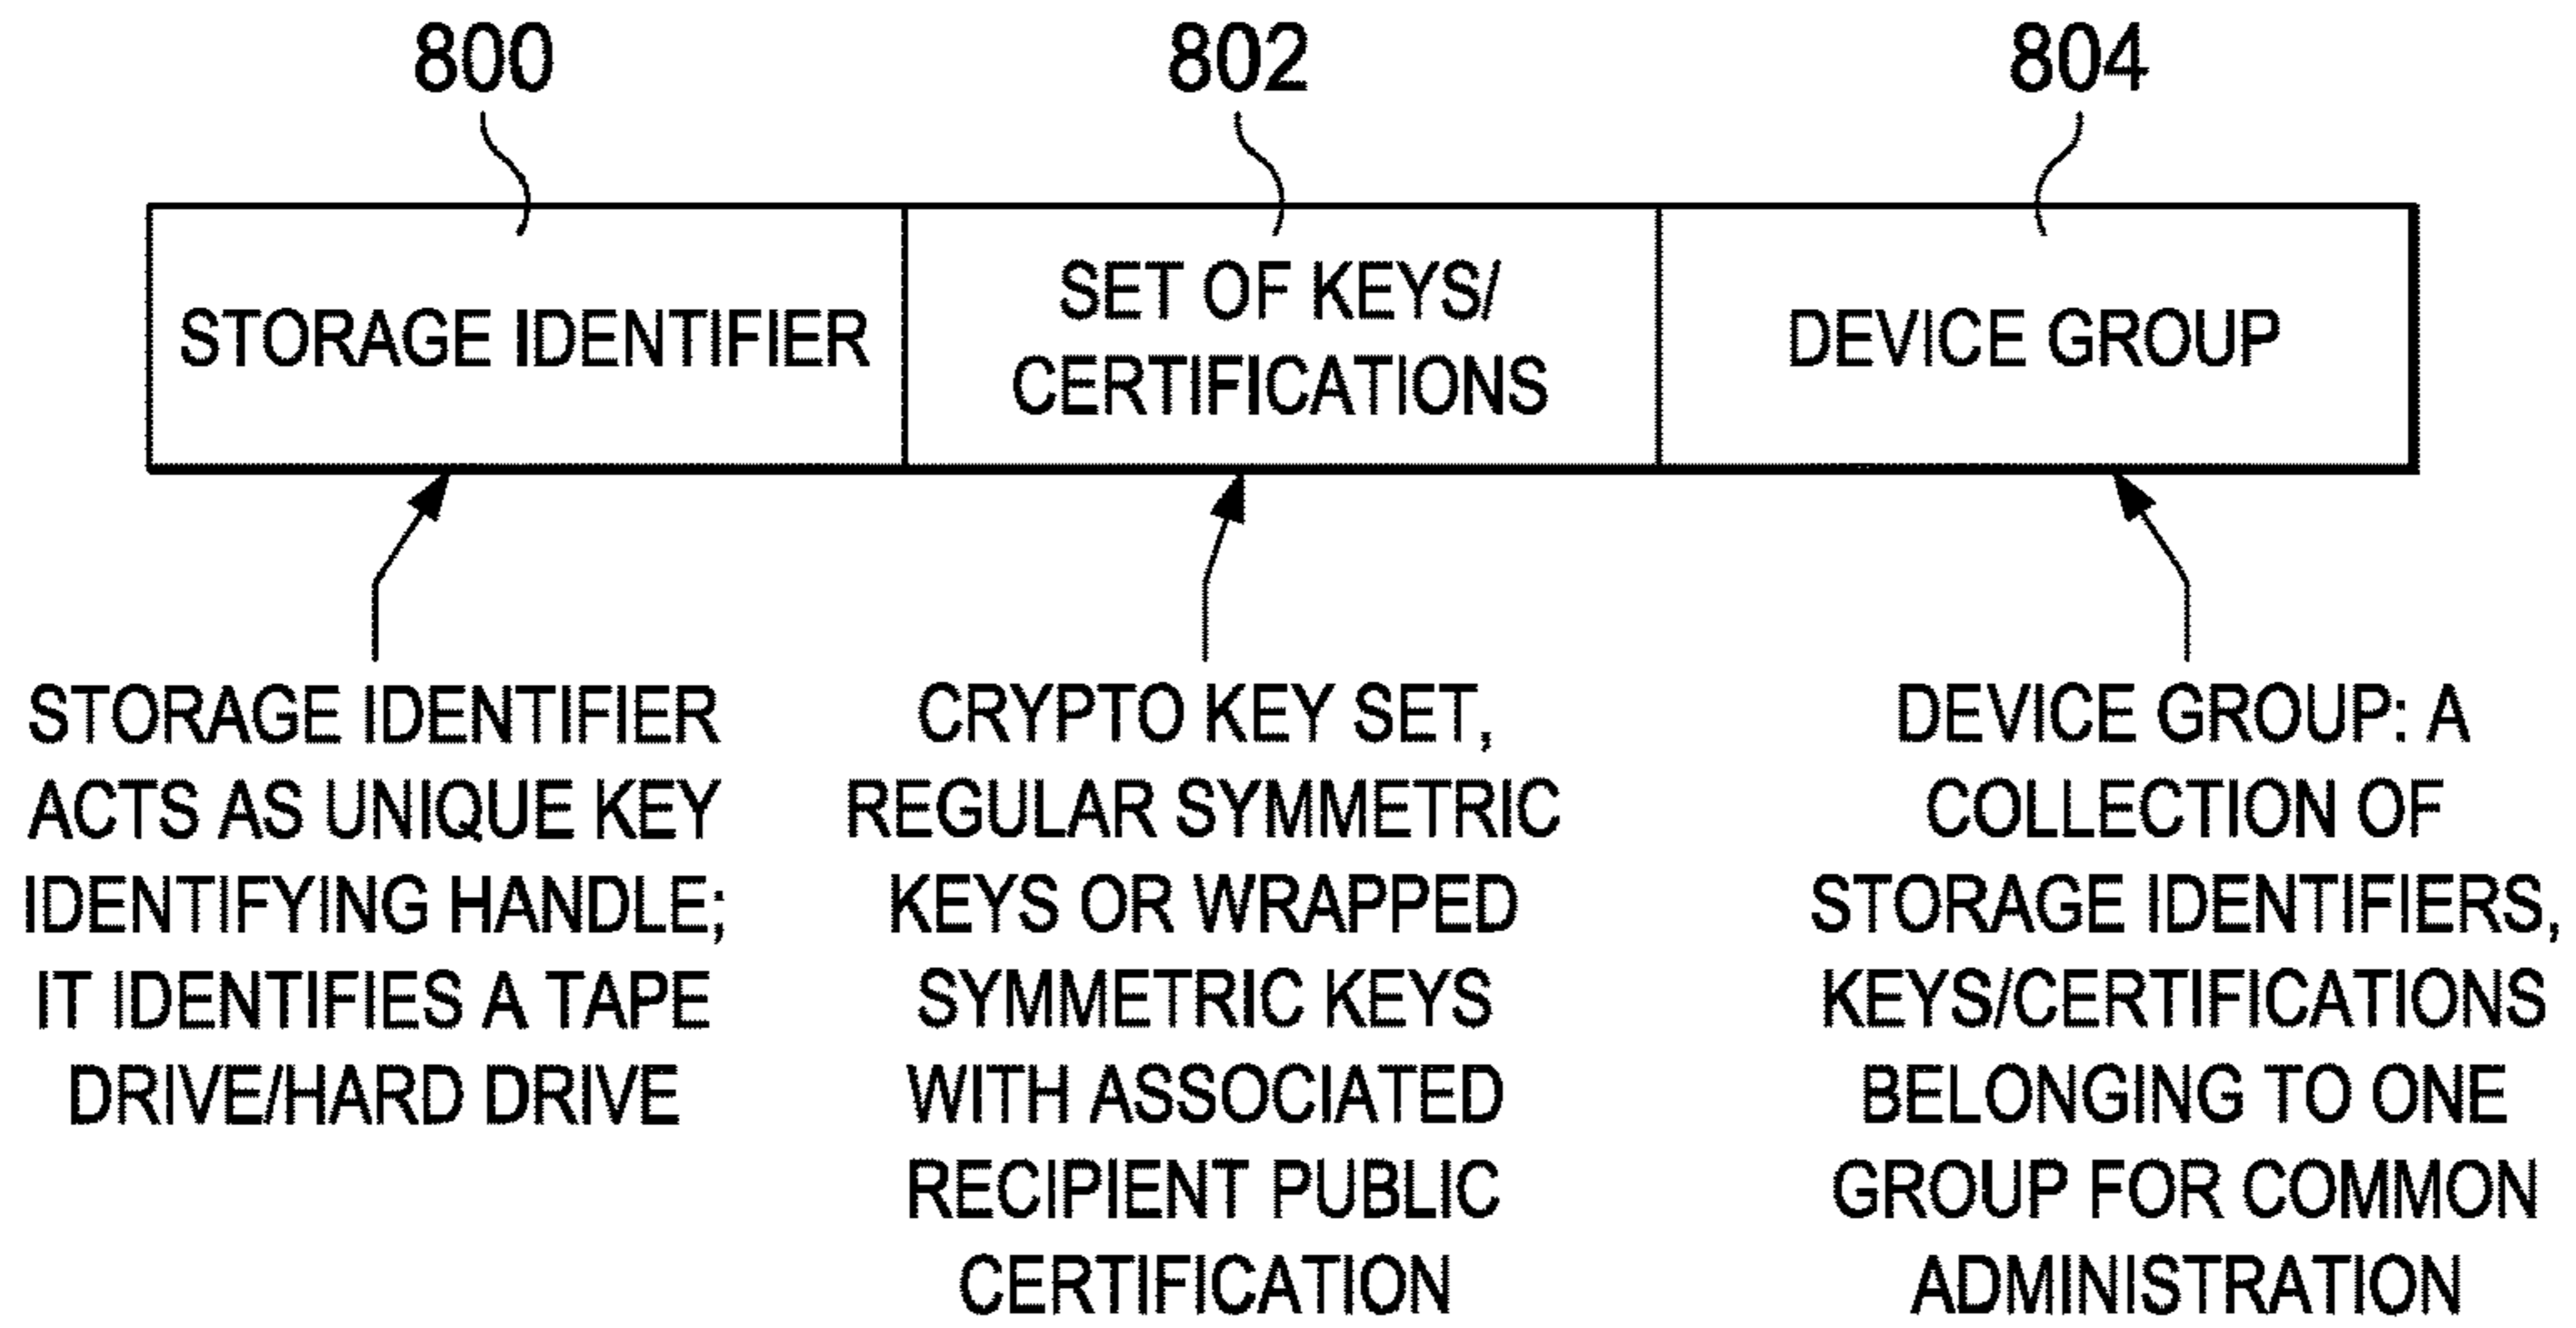 800
802
804
STORAGE IDENTIFIER
SET OF KEYS/
CERTIFICATIONS
DEVICE GROUP
STORAGE IDENTIFIER
ACTS AS UNIQUE KEY
IDENTIFYING HANDLE;
IT IDENTIFIES A TAPE
DRIVE/HARD DRIVE
CRYPTO KEY SET,
REGULAR SYMMETRIC
KEYS OR WRAPPED
SYMMETRIC KEYS
WITH ASSOCIATED
RECIPIENT PUBLIC
CERTIFICATION
DEVICE GROUP: A
COLLECTION OF
STORAGE IDENTIFIERS,
KEYS/CERTIFICATIONS
BELONGING TO ONE
GROUP FOR COMMON
ADMINISTRATION